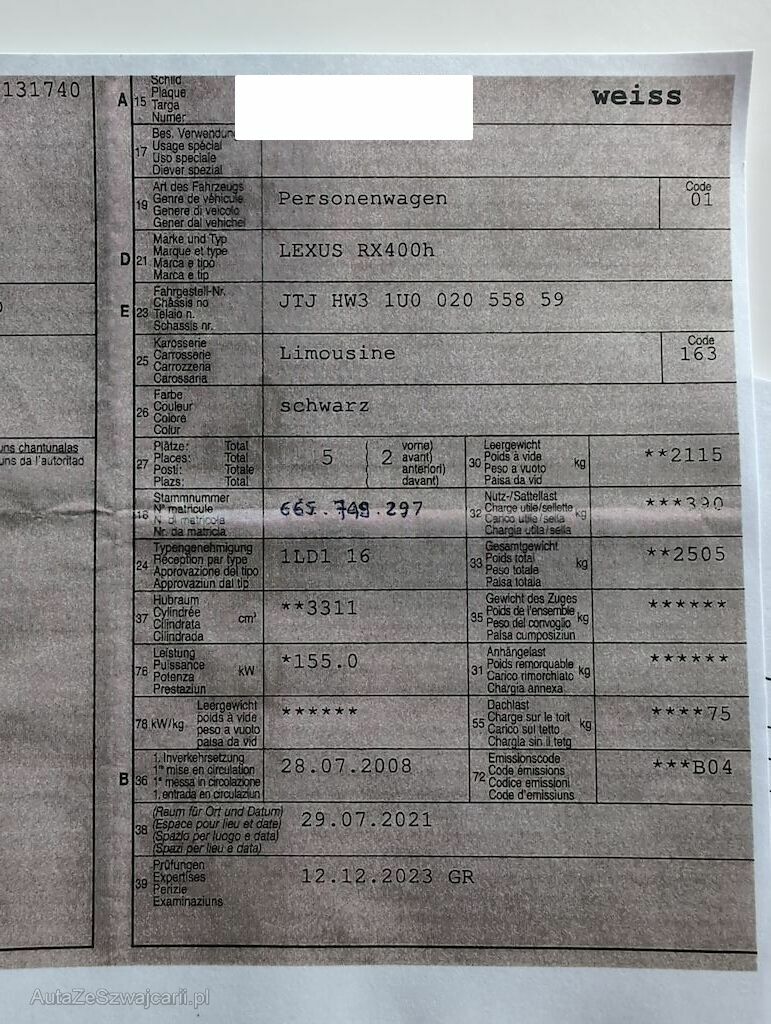 131740
A 15 Schild
Plaque
Targa
Numer
weiss
17 Bes. Verwendung
Usage spécial
Uso speciale
Diever spezial
19 Art des Fahrzeugs
Genre de véhicule
Genere di veicolo
Gener dal vehichel
Personenwagen
Code
01
D 21 Marke und Typ
Marque et type
Marca e tipo
Marca e tip
LEXUS RX400h
E 23 Fahrgestell-Nr.
Châssis no
Telaio n.
Schassis nr.
JTJ HW3 1U0 020 558 59
25 Karosserie
Carrosserie
Carrozzeria
Carossaria
Limousine
Code
163
26 Farbe
Couleur
Colore
Colur
schwarz
uns chantunalas
uns da l'autoritad
27 Plätze: Total
Places: Total
Posti: Totale
Plazs: Total
5 ( 2 vorne)
avant)
anteriori)
davant)
30 Leergewicht
Poids à vide
Peso a vuoto
Paisa da vid
kg
**2115
18 Stammnummer
N° matricule
N. di matricola
Nr. da matricla
665.749.297
32 Nutz-/Sattellast
Charge utile/sellette
Carico utile/sella
Chargia utila/sella
kg
***390
24 Typengenehmigung
Réception par type
Approvazione del tipo
Approvaziun dal tip
1LD1 16
33 Gesamtgewicht
Poids total
Peso totale
Paisa totala
kg
**2505
37 Hubraum
Cylindrée
Cilindrata
Cilindrada
cm³
**3311
35 Gewicht des Zuges
Poids de l'ensemble
Peso del convoglio
Paisa cumposiziun
kg
******
76 Leistung
Puissance
Potenza
Prestaziun
kW
*155.0
31 Anhängelast
Poids remorquable
Carico rimorchiato
Chargia annexa
kg
******
78 kW/kg Leergewicht
poids à vide
peso a vuoto
paisa da vid
******
55 Dachlast
Charge sur le toit
Carico sul tetto
Chargia sin il tetg
kg
****75
B 36 1. Inverkehrsetzung
1re mise en circulation
1a messa in circolazione
1. entrada en circulaziun
28.07.2008
72 Emissionscode
Code émissions
Codice emissioni
Code d'emissiuns
***B04
38 (Raum für Ort und Datum)
(Espace pour lieu et date)
(Spazio per luogo e data)
(Spazi per lieu e data)
29.07.2021
39 Prüfungen
Expertises
Perizie
Examinaziuns
12.12.2023 GR
AutaZeSzwajcarii.pl